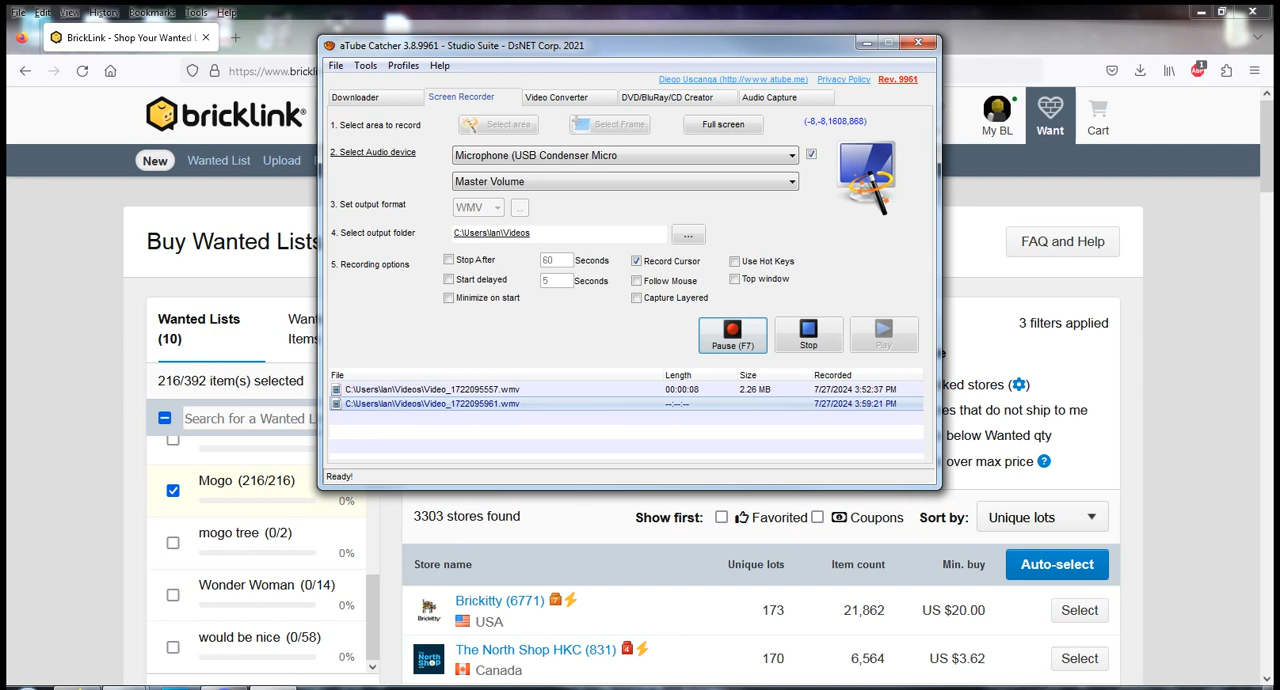 File Edit View History Bookmarks Tools Help
BrickLink - Shop Your Wanted L
https://www.brickli
aTube Catcher 3.8.9961 - Studio Suite - DsNET Corp. 2021
File Tools Profiles Help
Diego Uscanga (http://www.atube.me) Privacy Policy Rev. 9961
Downloader Screen Recorder Video Converter DVD/BluRay/CD Creator Audio Capture
1. Select area to record Select area Select Frame Full screen (-8,-8,1608,868)
2. Select Audio device Microphone (USB Condenser Micro
Master Volume
3. Set output format WMV ...
4. Select output folder C:\Users\Ian\Videos ...
5. Recording options Stop After 60 Seconds Record Cursor Use Hot Keys
Start delayed 5 Seconds Follow Mouse Top window
Minimize on start Capture Layered
Pause (F7) Stop Play
File Length Size Recorded
C:\Users\Ian\Videos\Video_1722095557.wmv 00:00:08 2.26 MB 7/27/2024 3:52:37 PM
C:\Users\Ian\Videos\Video_1722095961.wmv --:--:-- 7/27/2024 3:59:21 PM
Ready!
bricklink
My BL Want Cart
New Wanted List Upload
Buy Wanted Lists
FAQ and Help
Wanted Lists
(10)
Wan
Items
216/392 item(s) selected
Search for a Wanted L
Mogo (216/216)
0%
mogo tree (0/2)
0%
Wonder Woman (0/14)
0%
would be nice (0/58)
0%
3 filters applied
ked stores
es that do not ship to me
below Wanted qty
over max price ?
3303 stores found Show first: Favorited Coupons Sort by: Unique lots
Store name Unique lots Item count Min. buy Auto-select
Brickitty (6771) 173 21,862 US $20.00 Select
USA
The North Shop HKC (831) 4 170 6,564 US $3.62 Select
Canada